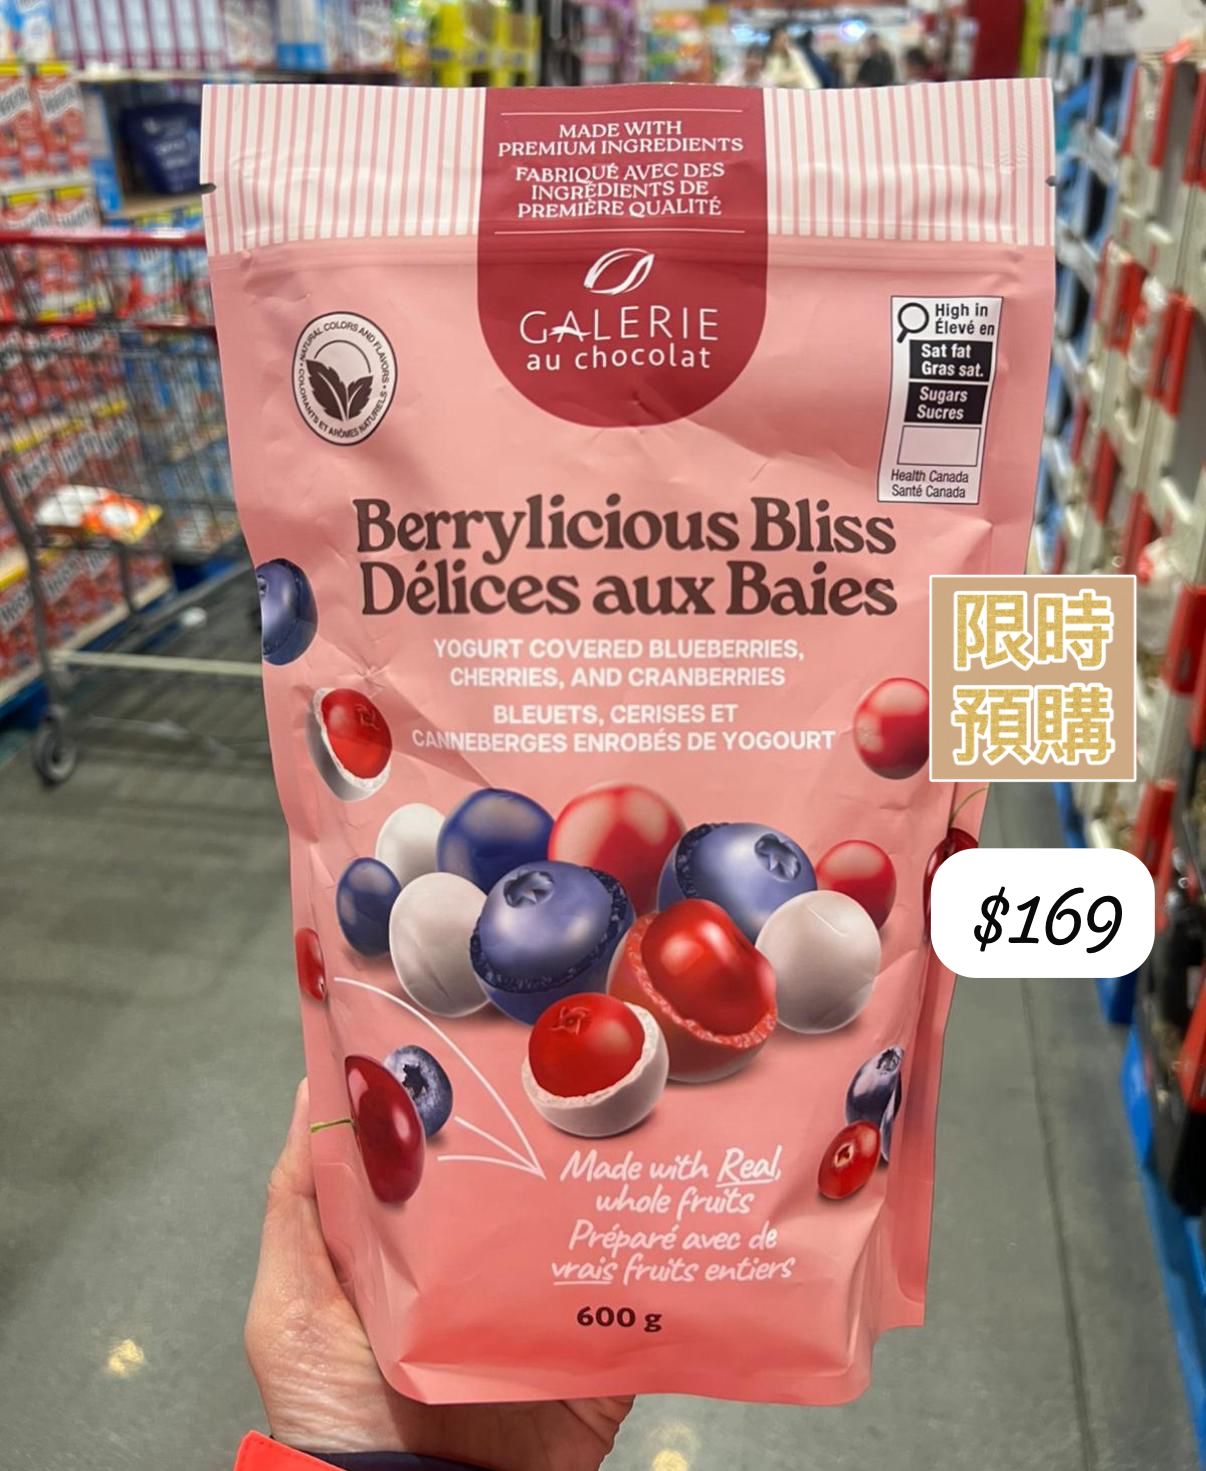 MADE WITH
PREMIUM INGREDIENTS
FABRIQUÉ AVEC DES
INGRÉDIENTS DE
PREMIÈRE QUALITÉ
GALERIE
au chocolat
NATURAL COLORS AND FLAVORS • COLORANTS ET ARÔMES NATURELS •
High in
Élevé en
Sat fat
Gras sat.
Sugars
Sucres
Health Canada
Santé Canada
Berrylicious Bliss
Délices aux Baies
YOGURT COVERED BLUEBERRIES,
CHERRIES, AND CRANBERRIES
BLEUETS, CERISES ET
CANNEBERGES ENROBÉS DE YOGOURT
限時
預購
$169
Made with Real,
whole fruits
Préparé avec de
vrais fruits entiers
600 g